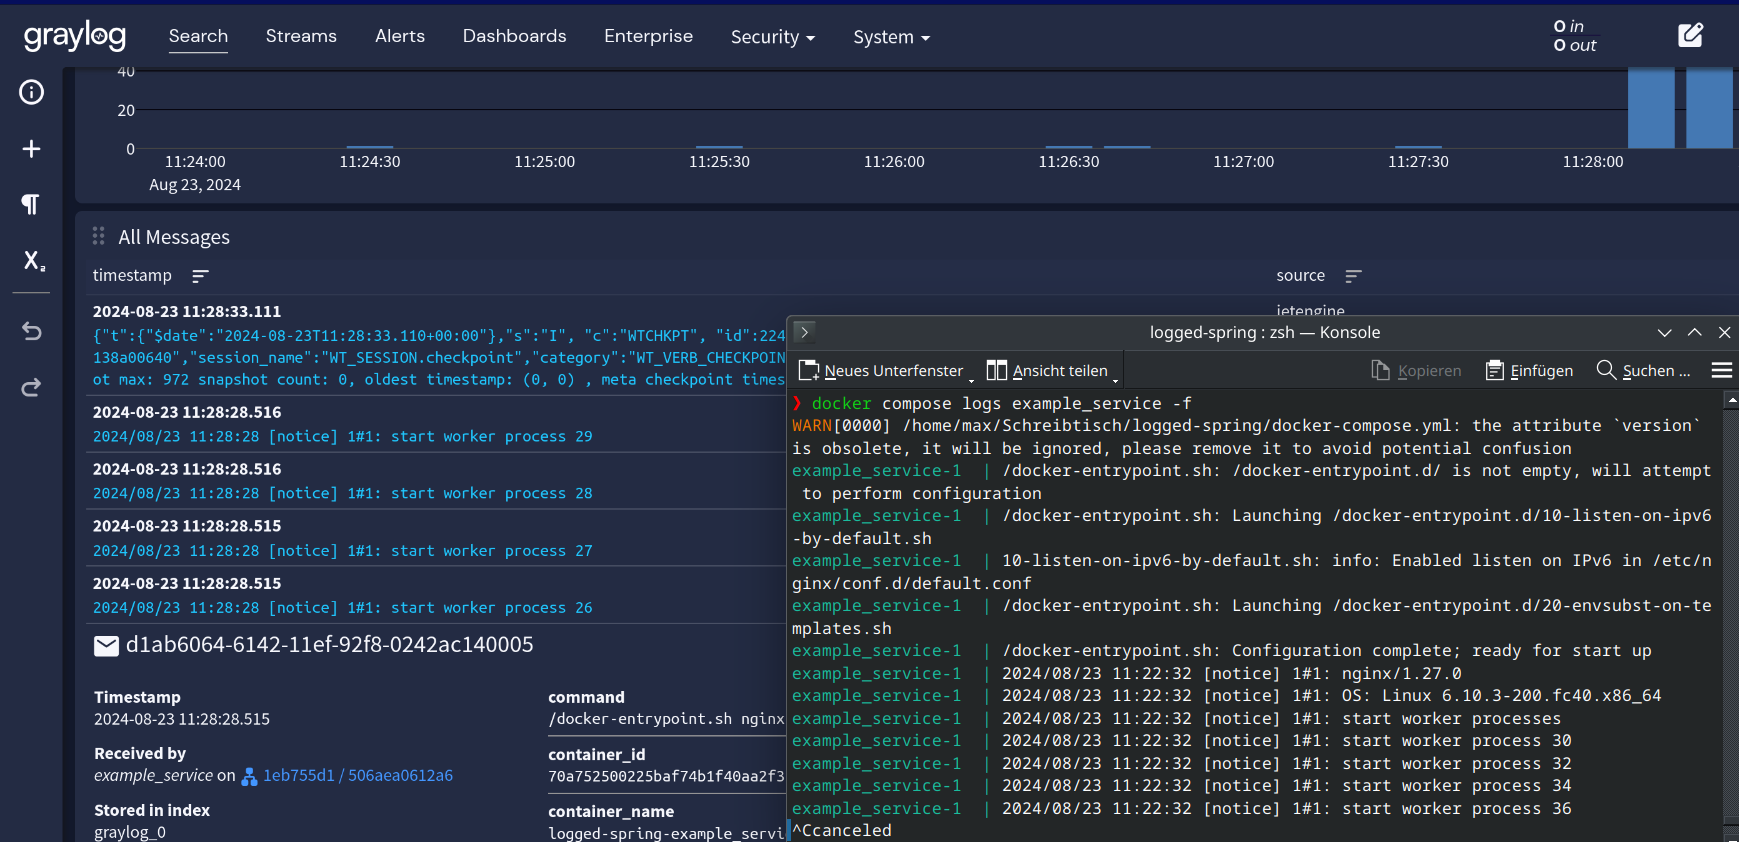 graylog Search Streams Alerts Dashboards Enterprise Security System 0 in
0 out
40
20
0
11:24:00 11:24:30 11:25:00 11:25:30 11:26:00 11:26:30 11:27:00 11:27:30 11:28:00
Aug 23, 2024
All Messages
timestamp source
2024-08-23 11:28:33.111 jetengine
{"t":{"$date":"2024-08-23T11:28:33.110+00:00"},"s":"I", "c":"WTCHKPT", "id":224
138a00640","session_name":"WT_SESSION.checkpoint","category":"WT_VERB_CHECKPOIN
ot max: 972 snapshot count: 0, oldest timestamp: (0, 0) , meta checkpoint times
2024-08-23 11:28:28.516
2024/08/23 11:28:28 [notice] 1#1: start worker process 29
2024-08-23 11:28:28.516
2024/08/23 11:28:28 [notice] 1#1: start worker process 28
2024-08-23 11:28:28.515
2024/08/23 11:28:28 [notice] 1#1: start worker process 27
2024-08-23 11:28:28.515
2024/08/23 11:28:28 [notice] 1#1: start worker process 26
d1ab6064-6142-11ef-92f8-0242ac140005
Timestamp
2024-08-23 11:28:28.515
Received by
example_service on 1eb755d1 / 506aea0612a6
Stored in index
graylog_0
command
/docker-entrypoint.sh nginx
container_id
70a752500225baf74b1f40aa2f3
container_name
logged-spring-example_servi
logged-spring : zsh — Konsole
Neues Unterfenster Ansicht teilen Kopieren Einfügen Suchen ...
❯ docker compose logs example_service -f
WARN[0000] /home/max/Schreibtisch/logged-spring/docker-compose.yml: the attribute `version`
is obsolete, it will be ignored, please remove it to avoid potential confusion
example_service-1 | /docker-entrypoint.sh: /docker-entrypoint.d/ is not empty, will attempt
to perform configuration
example_service-1 | /docker-entrypoint.sh: Launching /docker-entrypoint.d/10-listen-on-ipv6
-by-default.sh
example_service-1 | 10-listen-on-ipv6-by-default.sh: info: Enabled listen on IPv6 in /etc/n
ginx/conf.d/default.conf
example_service-1 | /docker-entrypoint.sh: Launching /docker-entrypoint.d/20-envsubst-on-te
mplates.sh
example_service-1 | /docker-entrypoint.sh: Configuration complete; ready for start up
example_service-1 | 2024/08/23 11:22:32 [notice] 1#1: nginx/1.27.0
example_service-1 | 2024/08/23 11:22:32 [notice] 1#1: OS: Linux 6.10.3-200.fc40.x86_64
example_service-1 | 2024/08/23 11:22:32 [notice] 1#1: start worker processes
example_service-1 | 2024/08/23 11:22:32 [notice] 1#1: start worker process 30
example_service-1 | 2024/08/23 11:22:32 [notice] 1#1: start worker process 32
example_service-1 | 2024/08/23 11:22:32 [notice] 1#1: start worker process 34
example_service-1 | 2024/08/23 11:22:32 [notice] 1#1: start worker process 36
^Ccanceled